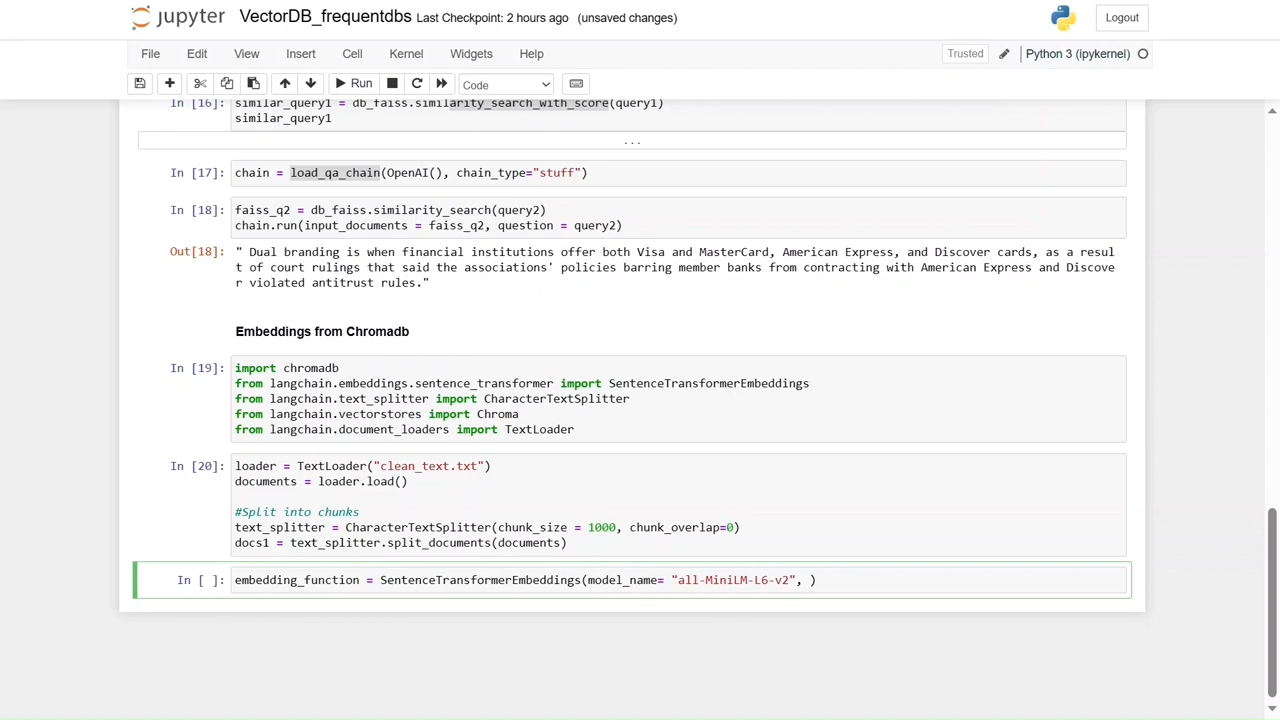 jupyter VectorDB_frequentdbs Last Checkpoint: 2 hours ago (unsaved changes) Logout
File Edit View Insert Cell Kernel Widgets Help Trusted Python 3 (ipykernel)
Run Code
In [16]: similar_query1 = db_faiss.similarity_search_with_score(query1)
similar_query1
...
In [17]: chain = load_qa_chain(OpenAI(), chain_type="stuff")
In [18]: faiss_q2 = db_faiss.similarity_search(query2)
chain.run(input_documents = faiss_q2, question = query2)
Out[18]: " Dual branding is when financial institutions offer both Visa and MasterCard, American Express, and Discover cards, as a resul
t of court rulings that said the associations' policies barring member banks from contracting with American Express and Discove
r violated antitrust rules."
Embeddings from Chromadb
In [19]: import chromadb
from langchain.embeddings.sentence_transformer import SentenceTransformerEmbeddings
from langchain.text_splitter import CharacterTextSplitter
from langchain.vectorstores import Chroma
from langchain.document_loaders import TextLoader
In [20]: loader = TextLoader("clean_text.txt")
documents = loader.load()
#Split into chunks
text_splitter = CharacterTextSplitter(chunk_size = 1000, chunk_overlap=0)
docs1 = text_splitter.split_documents(documents)
In [ ]: embedding_function = SentenceTransformerEmbeddings(model_name= "all-MiniLM-L6-v2", )